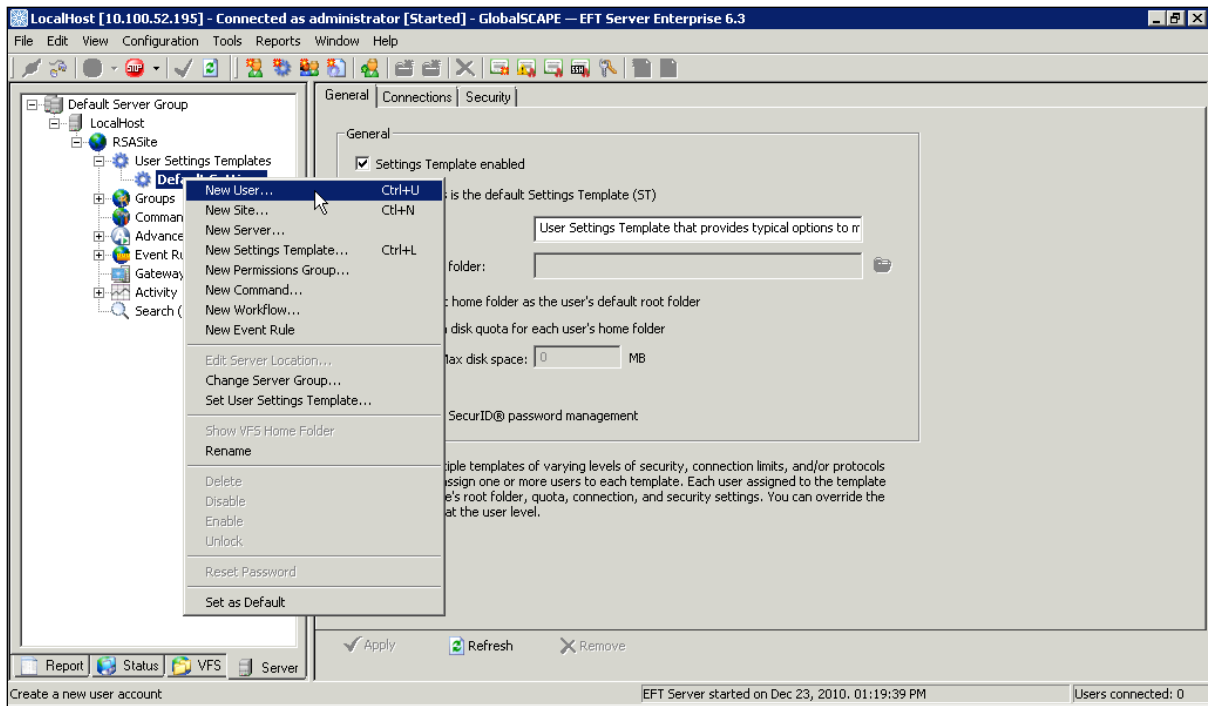 LocalHost [10.100.52.195] - Connected as administrator [Started] - GlobalSCAPE — EFT Server Enterprise 6.3
File Edit View Configuration Tools Reports Window Help
STOP
Default Server Group
LocalHost
RSASite
User Settings Templates
Groups
Comman
Advance
Event Ru
Gateway
Activity
Search (
New User... Ctrl+U
New Site... Ctl+N
New Server...
New Settings Template... Ctrl+L
New Permissions Group...
New Command...
New Workflow...
New Event Rule
Edit Server Location...
Change Server Group...
Set User Settings Template...
Show VFS Home Folder
Rename
Delete
Disable
Enable
Unlock
Reset Password
Set as Default
General Connections Security
General
Settings Template enabled
is the default Settings Template (ST)
User Settings Template that provides typical options to m
folder:
home folder as the user's default root folder
disk quota for each user's home folder
Max disk space: 0 MB
SecurID® password management
iple templates of varying levels of security, connection limits, and/or protocols
assign one or more users to each template. Each user assigned to the template
e's root folder, quota, connection, and security settings. You can override the
at the user level.
Apply Refresh Remove
Report Status VFS Server
Create a new user account EFT Server started on Dec 23, 2010. 01:19:39 PM Users connected: 0